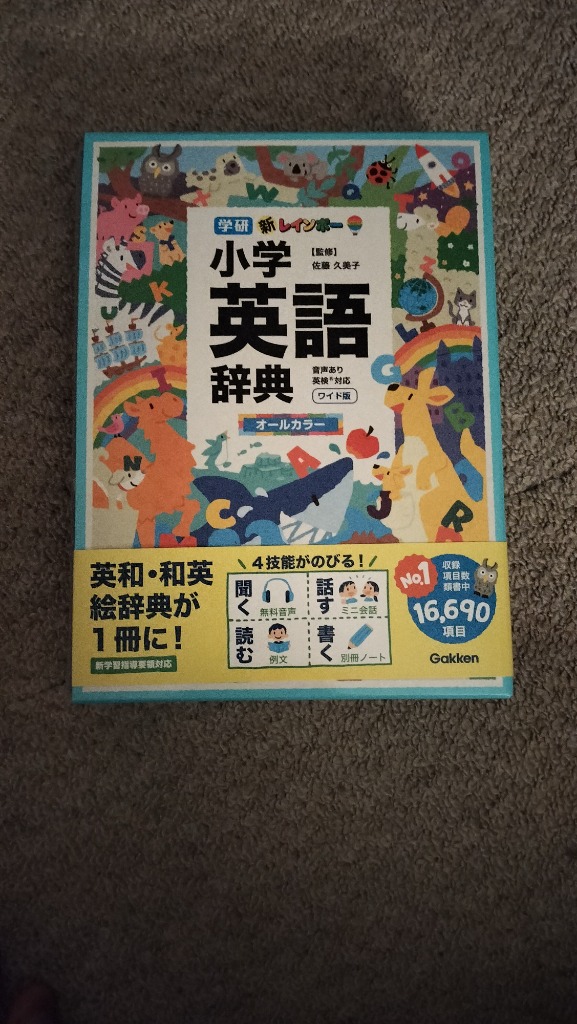 学研 新レインボー
小学
【監修】
佐藤 久美子
英語
辞典
音声あり
英検®対応
ワイド版
オールカラー
英和・和英
絵辞典が
1冊に!
新学習指導要領対応
4技能がのびる!
聞く
無料音声
話す
ミニ会話
読む
例文
書く
別冊ノート
No.1
収録
項目数
類書中
16,690
項目
Gakken